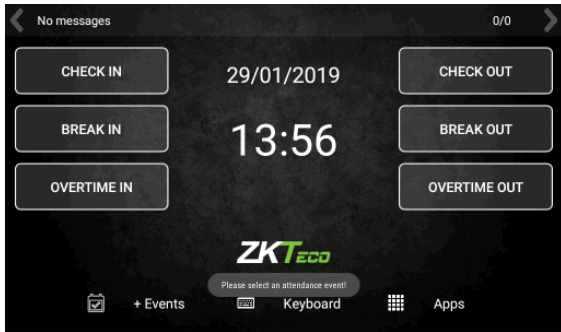 No messages 0/0
CHECK IN 29/01/2019 CHECK OUT
BREAK IN 13:56 BREAK OUT
OVERTIME IN OVERTIME OUT
ZKTECO
Please select an attendance event!
+ Events Keyboard Apps